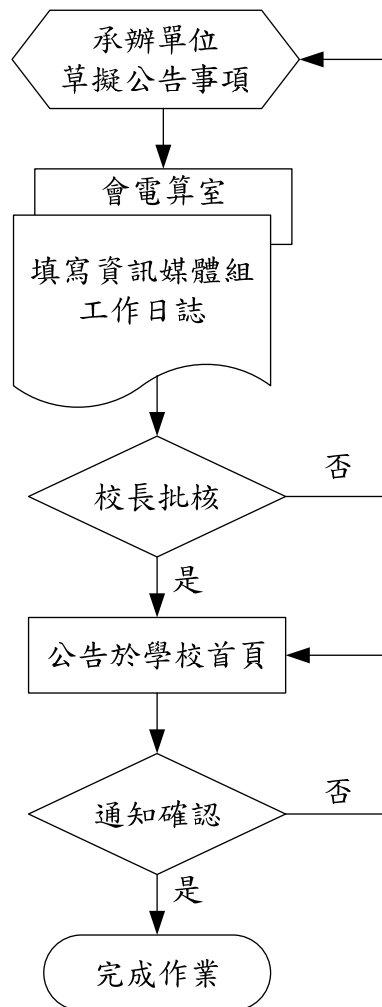 承辦單位
草擬公告事項
會電算室
填寫資訊媒體組
工作日誌
校長批核
否
是
公告於學校首頁
通知確認
否
是
完成作業